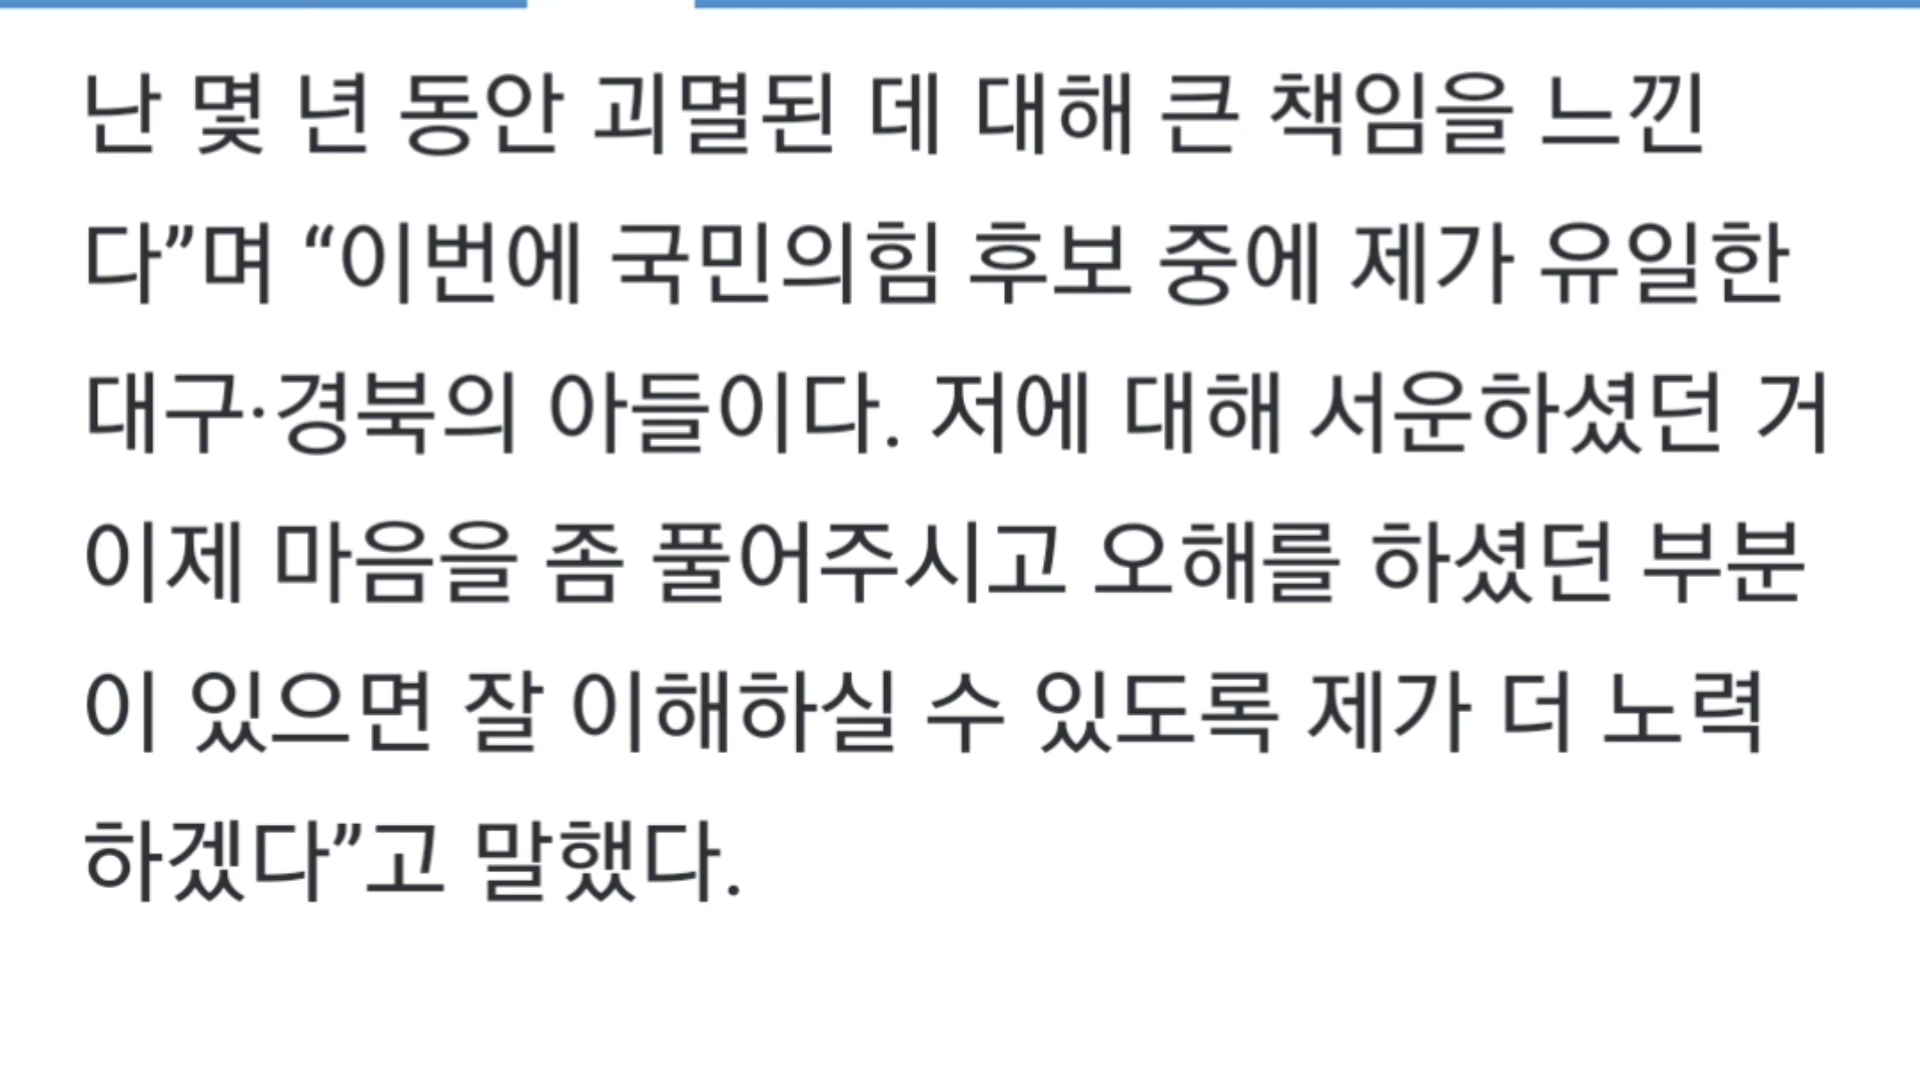 난 몇 년 동안 괴멸된 데 대해 큰 책임을 느낀
다”며 “이번에 국민의힘 후보 중에 제가 유일한
대구·경북의 아들이다. 저에 대해 서운하셨던 거
이제 마음을 좀 풀어주시고 오해를 하셨던 부분
이 있으면 잘 이해하실 수 있도록 제가 더 노력
하겠다”고 말했다.